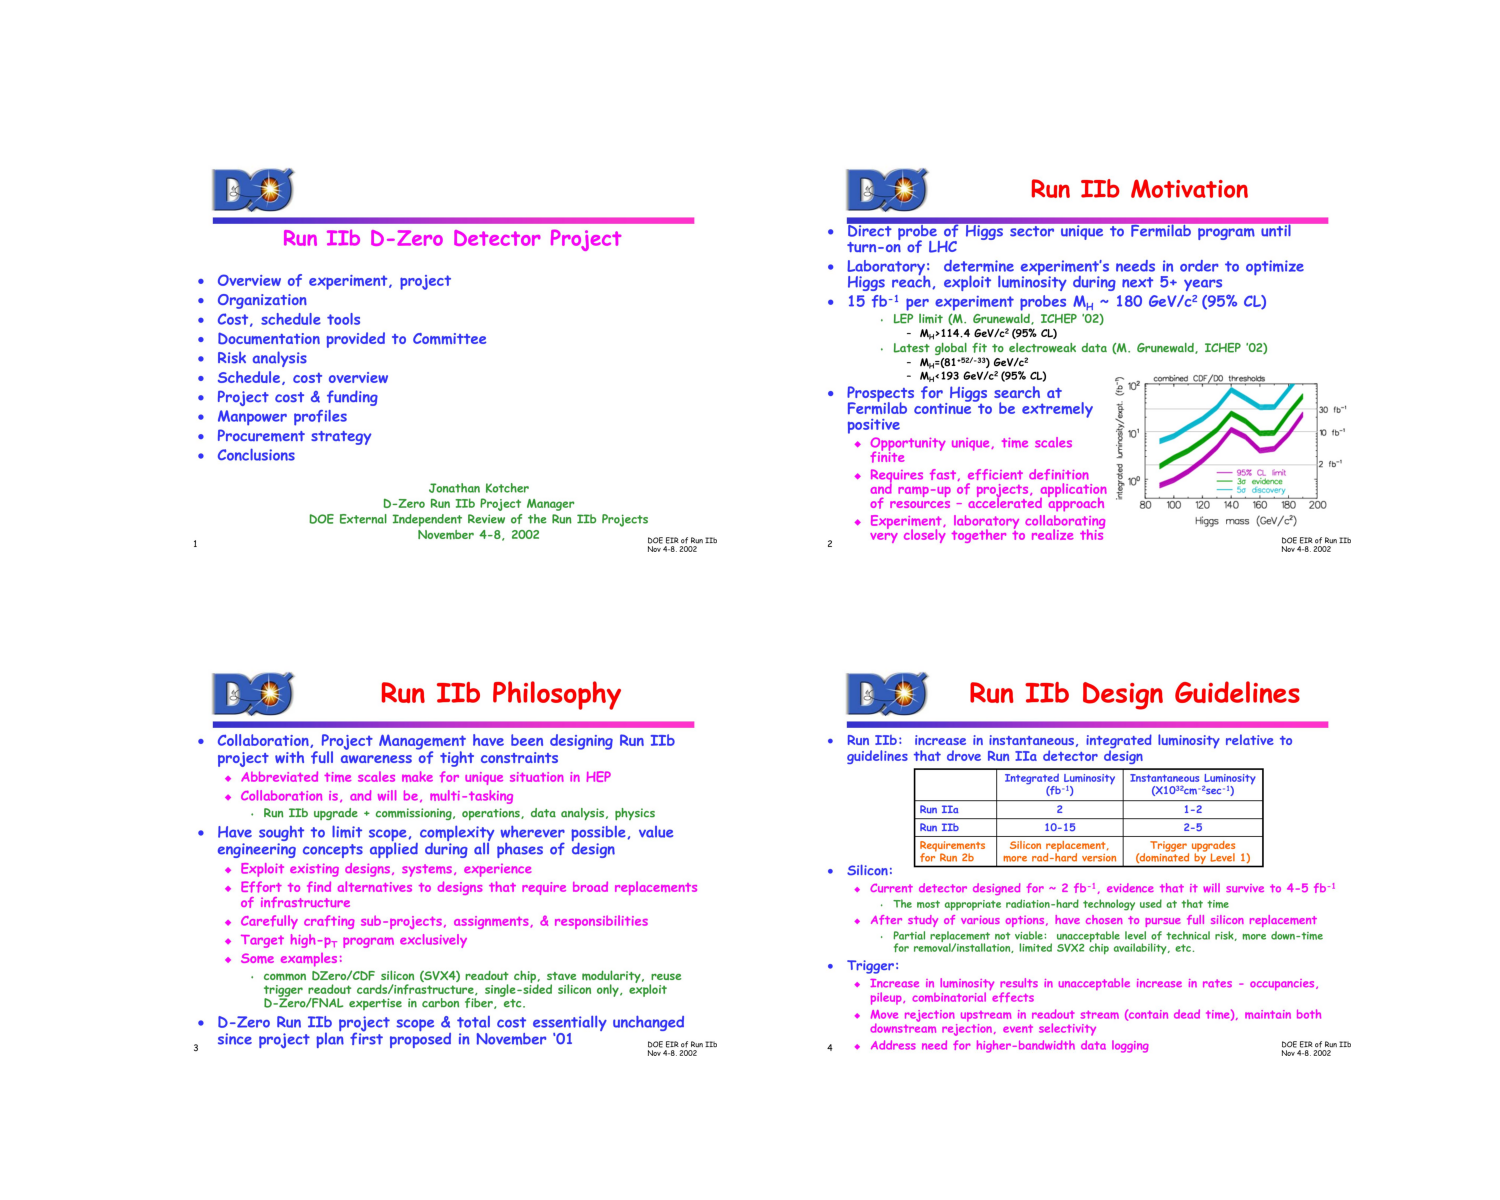 DØ
Run IIb D-Zero Detector Project
• Overview of experiment, project
• Organization
• Cost, schedule tools
• Documentation provided to Committee
• Risk analysis
• Schedule, cost overview
• Project cost & funding
• Manpower profiles
• Procurement strategy
• Conclusions
Jonathan Kotcher
D-Zero Run IIb Project Manager
DOE External Independent Review of the Run IIb Projects
November 4-8, 2002
1
DOE EIR of Run IIb
Nov 4-8. 2002
DØ
Run IIb Motivation
• Direct probe of Higgs sector unique to Fermilab program until
turn-on of LHC
• Laboratory: determine experiment's needs in order to optimize
Higgs reach, exploit luminosity during next 5+ years
• 15 fb⁻¹ per experiment probes M_H ~ 180 GeV/c² (95% CL)
· LEP limit (M. Grunewald, ICHEP '02)
– M_H>114.4 GeV/c² (95% CL)
· Latest global fit to electroweak data (M. Grunewald, ICHEP '02)
– M_H=(81⁺⁵²/⁻³³) GeV/c²
– M_H<193 GeV/c² (95% CL)
• Prospects for Higgs search at
Fermilab continue to be extremely
positive
◆ Opportunity unique, time scales
finite
◆ Requires fast, efficient definition
and ramp-up of projects, application
of resources – accelerated approach
◆ Experiment, laboratory collaborating
very closely together to realize this
combined CDF/D0 thresholds
integrated luminosity/expt. (fb⁻¹)
10²
10¹
10⁰
30 fb⁻¹
10 fb⁻¹
2 fb⁻¹
95% CL limit
3σ evidence
5σ discovery
80 100 120 140 160 180 200
Higgs mass (GeV/c²)
2
DOE EIR of Run IIb
Nov 4-8. 2002
DØ
Run IIb Philosophy
• Collaboration, Project Management have been designing Run IIb
project with full awareness of tight constraints
◆ Abbreviated time scales make for unique situation in HEP
◆ Collaboration is, and will be, multi-tasking
· Run IIb upgrade + commissioning, operations, data analysis, physics
• Have sought to limit scope, complexity wherever possible, value
engineering concepts applied during all phases of design
◆ Exploit existing designs, systems, experience
◆ Effort to find alternatives to designs that require broad replacements
of infrastructure
◆ Carefully crafting sub-projects, assignments, & responsibilities
◆ Target high-p_T program exclusively
◆ Some examples:
· common DZero/CDF silicon (SVX4) readout chip, stave modularity, reuse
trigger readout cards/infrastructure, single-sided silicon only, exploit
D-Zero/FNAL expertise in carbon fiber, etc.
• D-Zero Run IIb project scope & total cost essentially unchanged
since project plan first proposed in November '01
3
DOE EIR of Run IIb
Nov 4-8. 2002
DØ
Run IIb Design Guidelines
• Run IIb: increase in instantaneous, integrated luminosity relative to
guidelines that drove Run IIa detector design
Integrated Luminosity
(fb⁻¹)
Instantaneous Luminosity
(X10³²cm⁻²sec⁻¹)
Run IIa 2 1-2
Run IIb 10-15 2-5
Requirements
for Run 2b
Silicon replacement,
more rad-hard version
Trigger upgrades
(dominated by Level 1)
• Silicon:
◆ Current detector designed for ~ 2 fb⁻¹, evidence that it will survive to 4-5 fb⁻¹
· The most appropriate radiation-hard technology used at that time
◆ After study of various options, have chosen to pursue full silicon replacement
· Partial replacement not viable: unacceptable level of technical risk, more down-time
for removal/installation, limited SVX2 chip availability, etc.
• Trigger:
◆ Increase in luminosity results in unacceptable increase in rates - occupancies,
pileup, combinatorial effects
◆ Move rejection upstream in readout stream (contain dead time), maintain both
downstream rejection, event selectivity
◆ Address need for higher-bandwidth data logging
4
DOE EIR of Run IIb
Nov 4-8. 2002